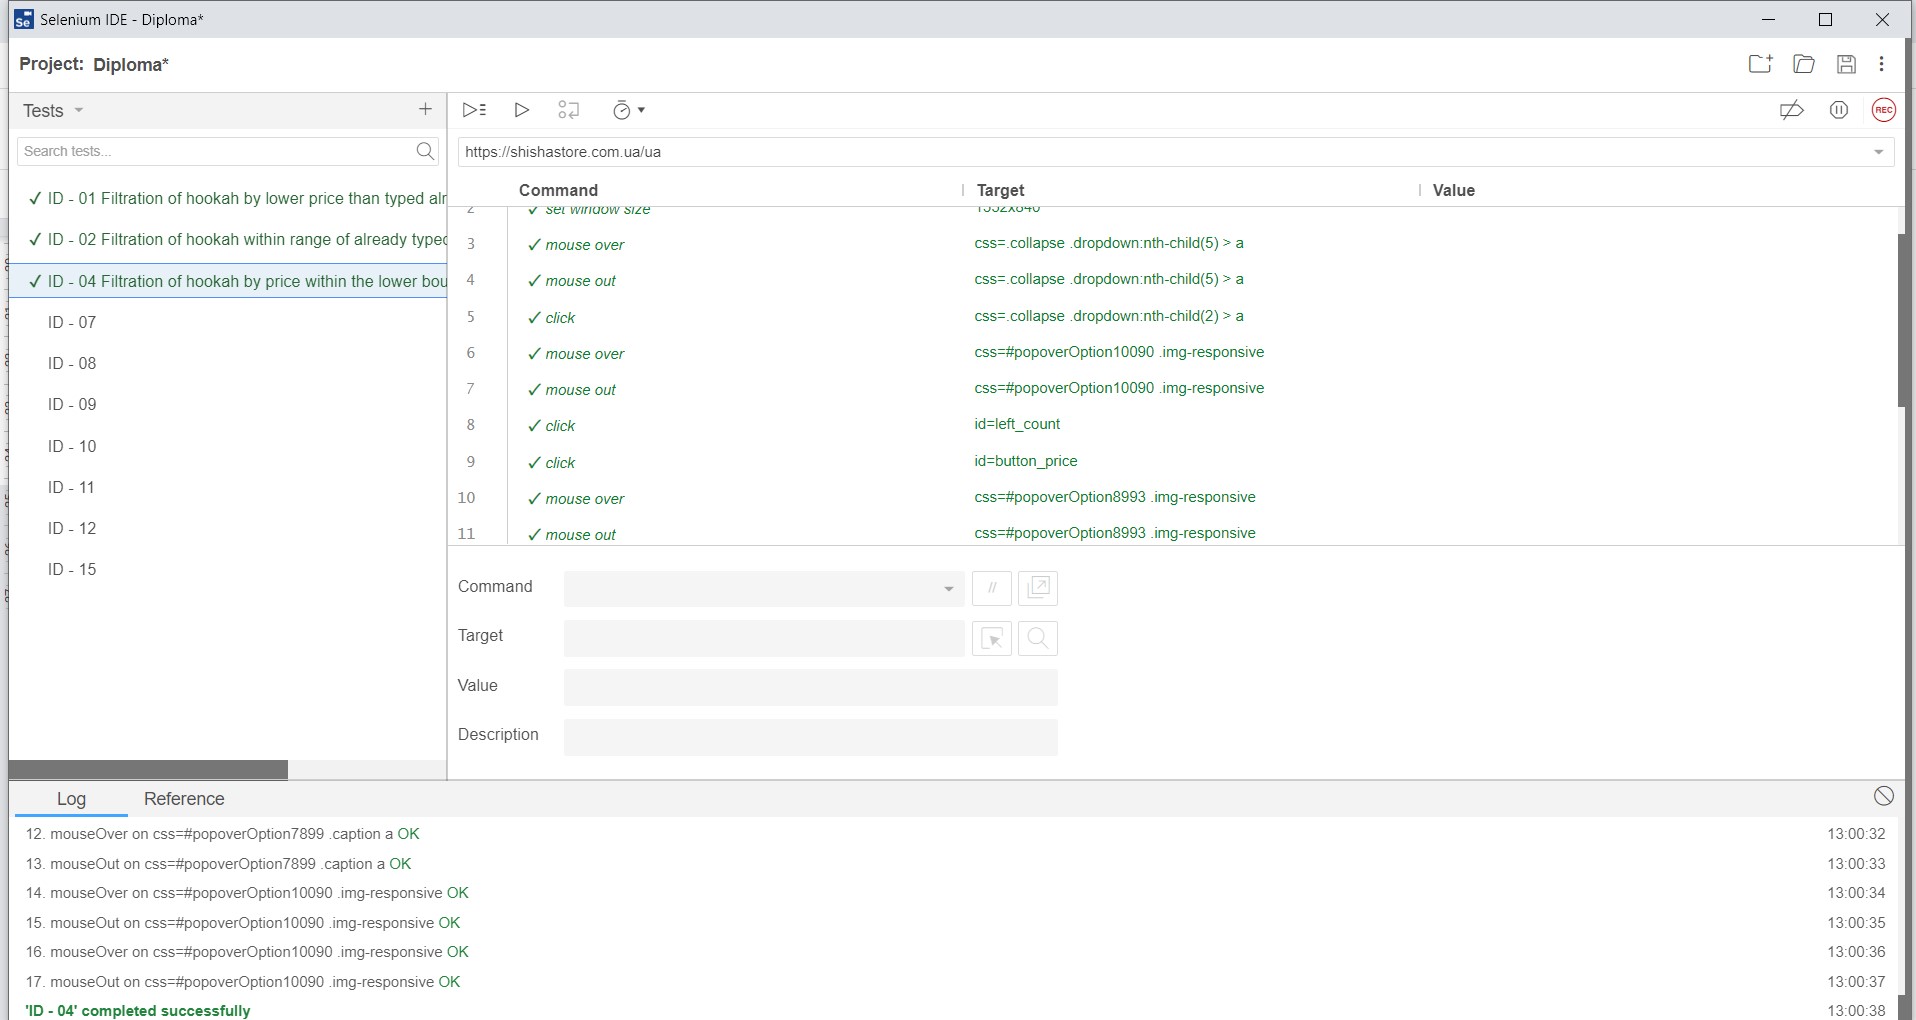 Selenium IDE - Diploma*
Project: Diploma*
Tests
Search tests...
✓ ID - 01 Filtration of hookah by lower price than typed alr
✓ ID - 02 Filtration of hookah within range of already typed
✓ ID - 04 Filtration of hookah by price within the lower bou
ID - 07
ID - 08
ID - 09
ID - 10
ID - 11
ID - 12
ID - 15
REC
https://shishastore.com.ua/ua
Command Target Value
2 ✓ set window size 1552x840
3 ✓ mouse over css=.collapse .dropdown:nth-child(5) > a
4 ✓ mouse out css=.collapse .dropdown:nth-child(5) > a
5 ✓ click css=.collapse .dropdown:nth-child(2) > a
6 ✓ mouse over css=#popoverOption10090 .img-responsive
7 ✓ mouse out css=#popoverOption10090 .img-responsive
8 ✓ click id=left_count
9 ✓ click id=button_price
10 ✓ mouse over css=#popoverOption8993 .img-responsive
11 ✓ mouse out css=#popoverOption8993 .img-responsive
Command //
Target
Value
Description
Log Reference
12. mouseOver on css=#popoverOption7899 .caption a OK 13:00:32
13. mouseOut on css=#popoverOption7899 .caption a OK 13:00:33
14. mouseOver on css=#popoverOption10090 .img-responsive OK 13:00:34
15. mouseOut on css=#popoverOption10090 .img-responsive OK 13:00:35
16. mouseOver on css=#popoverOption10090 .img-responsive OK 13:00:36
17. mouseOut on css=#popoverOption10090 .img-responsive OK 13:00:37
'ID - 04' completed successfully 13:00:38